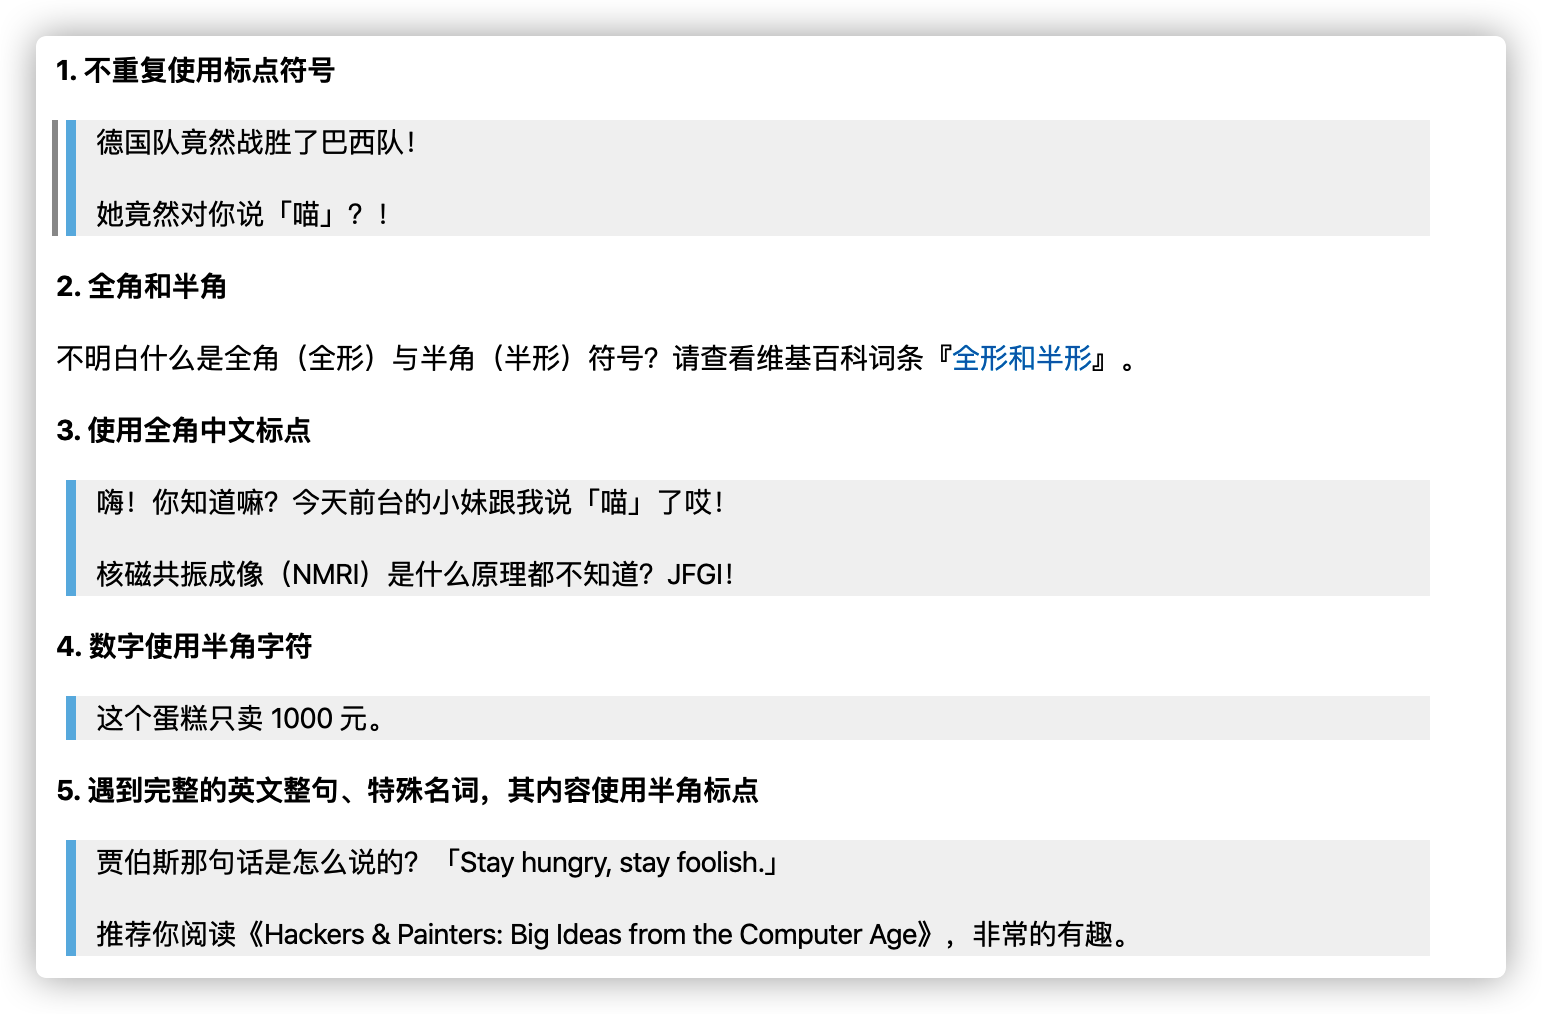 1. 不重复使用标点符号
德国队竟然战胜了巴西队！
她竟然对你说「喵」？！
2. 全角和半角
不明白什么是全角（全形）与半角（半形）符号？请查看维基百科词条『全形和半形』。
3. 使用全角中文标点
嗨！你知道嘛？今天前台的小妹跟我说「喵」了哎！
核磁共振成像（NMRI）是什么原理都不知道？JFGI！
4. 数字使用半角字符
这个蛋糕只卖 1000 元。
5. 遇到完整的英文整句、特殊名词，其内容使用半角标点
贾伯斯那句话是怎么说的？「Stay hungry, stay foolish.」
推荐你阅读《Hackers & Painters: Big Ideas from the Computer Age》，非常的有趣。